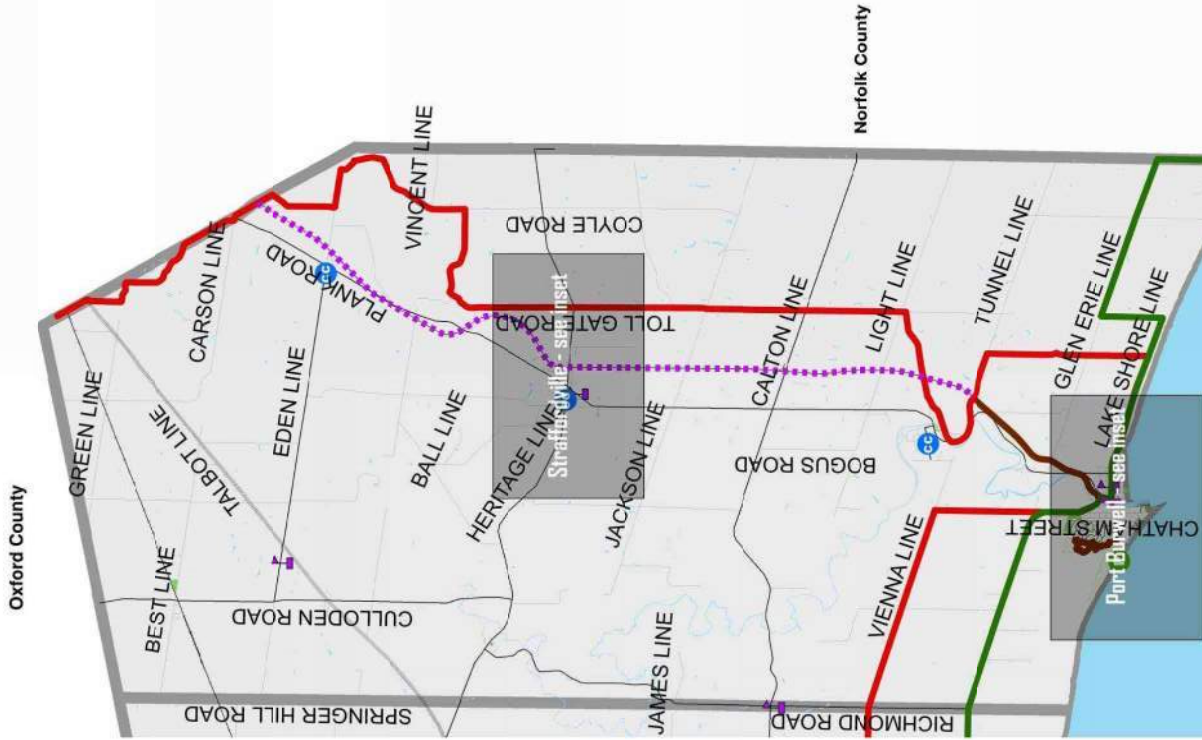 Oxford County
GREEN LINE
CARSON LINE
TALBOT LINE
PLANK ROAD
CC
EDEN LINE
VINCENT LINE
Norfolk County
BEST LINE
BALL LINE
CULLODEN ROAD
HERITAGE LINE
CC
Straffordville - see inset
TOLL GATE ROAD
COYLE ROAD
JACKSON LINE
SPRINGER HILL ROAD
JAMES LINE
CALTON LINE
BOGUS ROAD
LIGHT LINE
CC
TUNNEL LINE
VIENNA LINE
GLEN ERIE LINE
LAKE SHORE LINE
RICHMOND ROAD
CHATHAM STREET
Port Burwell - see inset